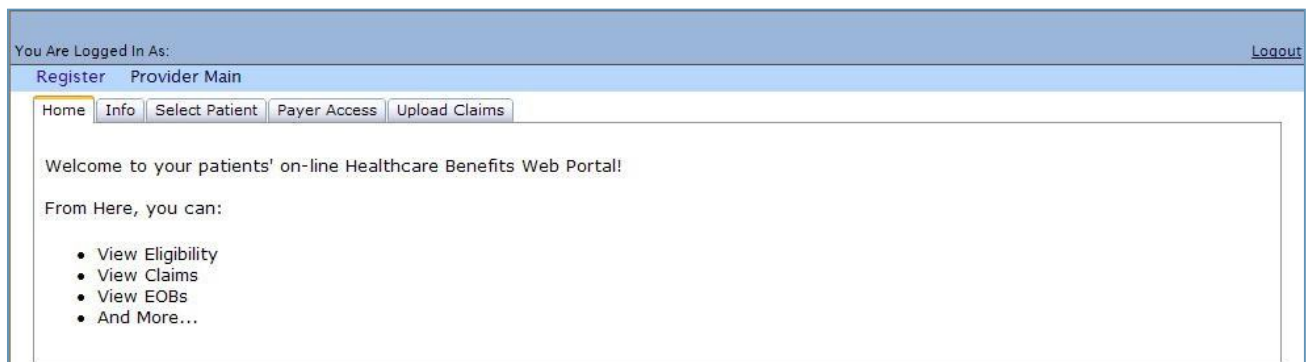 You Are Logged In As:
Logout
Register Provider Main
Home Info Select Patient Payer Access Upload Claims
Welcome to your patients' on-line Healthcare Benefits Web Portal!
From Here, you can:
• View Eligibility
• View Claims
• View EOBs
• And More...